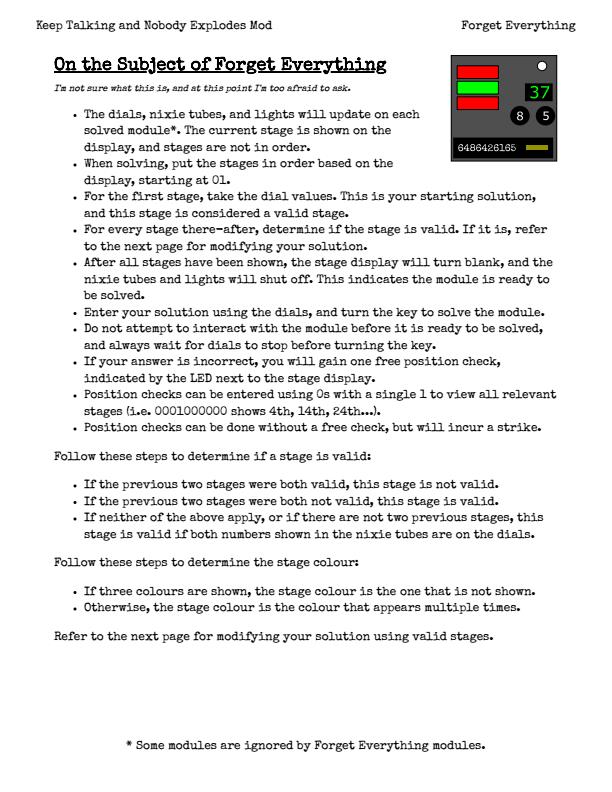 Keep Talking and Nobody Explodes Mod
Forget Everything
On the Subject of Forget Everything
I'm not sure what this is, and at this point I'm too afraid to ask.
37
8 5
6486426165
• The dials, nixie tubes, and lights will update on each
solved module*. The current stage is shown on the
display, and stages are not in order.
• When solving, put the stages in order based on the
display, starting at 01.
• For the first stage, take the dial values. This is your starting solution,
and this stage is considered a valid stage.
• For every stage there-after, determine if the stage is valid. If it is, refer
to the next page for modifying your solution.
• After all stages have been shown, the stage display will turn blank, and the
nixie tubes and lights will shut off. This indicates the module is ready to
be solved.
• Enter your solution using the dials, and turn the key to solve the module.
• Do not attempt to interact with the module before it is ready to be solved,
and always wait for dials to stop before turning the key.
• If your answer is incorrect, you will gain one free position check,
indicated by the LED next to the stage display.
• Position checks can be entered using 0s with a single 1 to view all relevant
stages (i.e. 0001000000 shows 4th, 14th, 24th...).
• Position checks can be done without a free check, but will incur a strike.
Follow these steps to determine if a stage is valid:
• If the previous two stages were both valid, this stage is not valid.
• If the previous two stages were both not valid, this stage is valid.
• If neither of the above apply, or if there are not two previous stages, this
stage is valid if both numbers shown in the nixie tubes are on the dials.
Follow these steps to determine the stage colour:
• If three colours are shown, the stage colour is the one that is not shown.
• Otherwise, the stage colour is the colour that appears multiple times.
Refer to the next page for modifying your solution using valid stages.
* Some modules are ignored by Forget Everything modules.